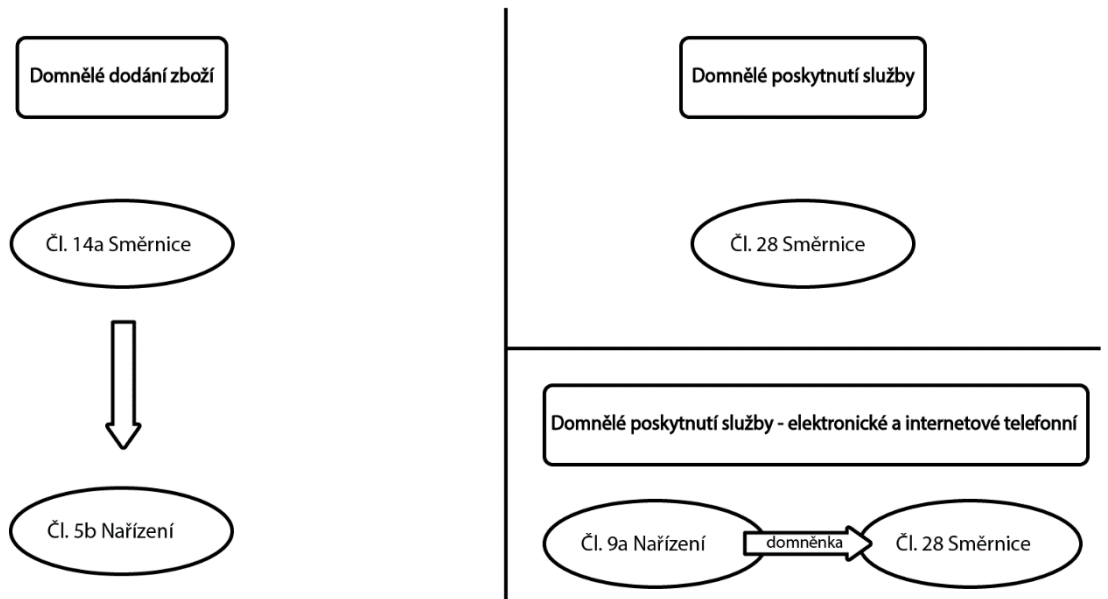 Domnělé dodání zboží
Čl. 14a Směrnice
Čl. 5b Nařízení
Domnělé poskytnutí služby
Čl. 28 Směrnice
Domnělé poskytnutí služby - elektronické a internetové telefonní
Čl. 9a Nařízení
domněnka
Čl. 28 Směrnice